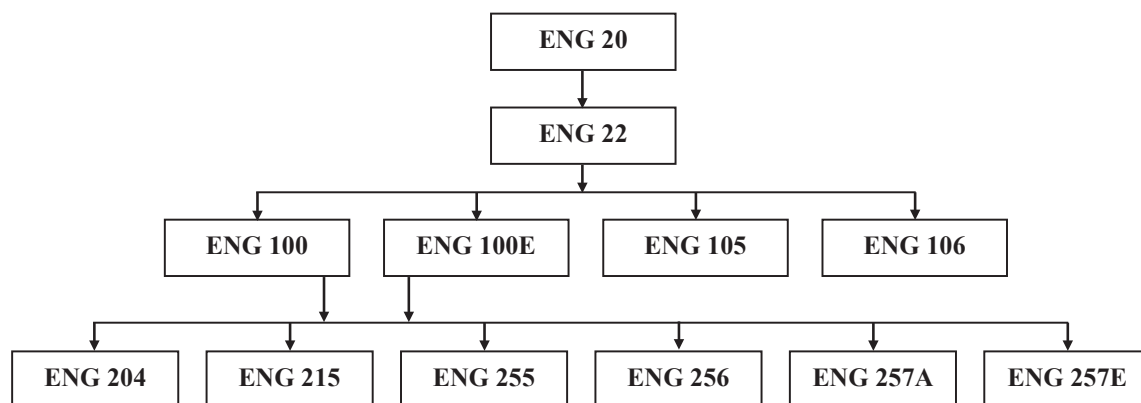 ENG 20
ENG 22
ENG 100
ENG 100E
ENG 105
ENG 106
ENG 204
ENG 215
ENG 255
ENG 256
ENG 257A
ENG 257E